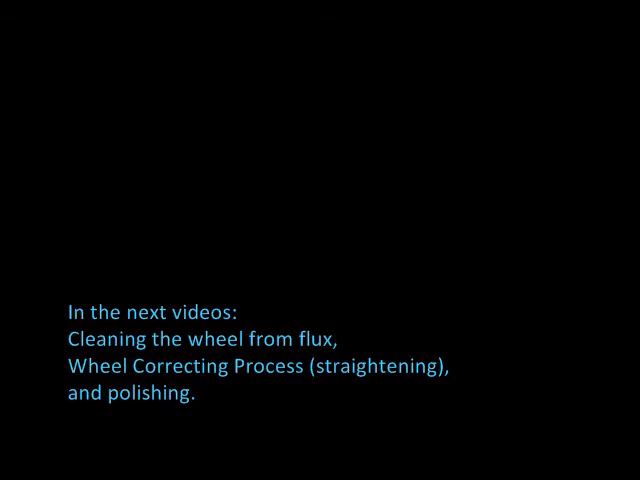 In the next videos:
Cleaning the wheel from flux,
Wheel Correcting Process (straightening),
and polishing.